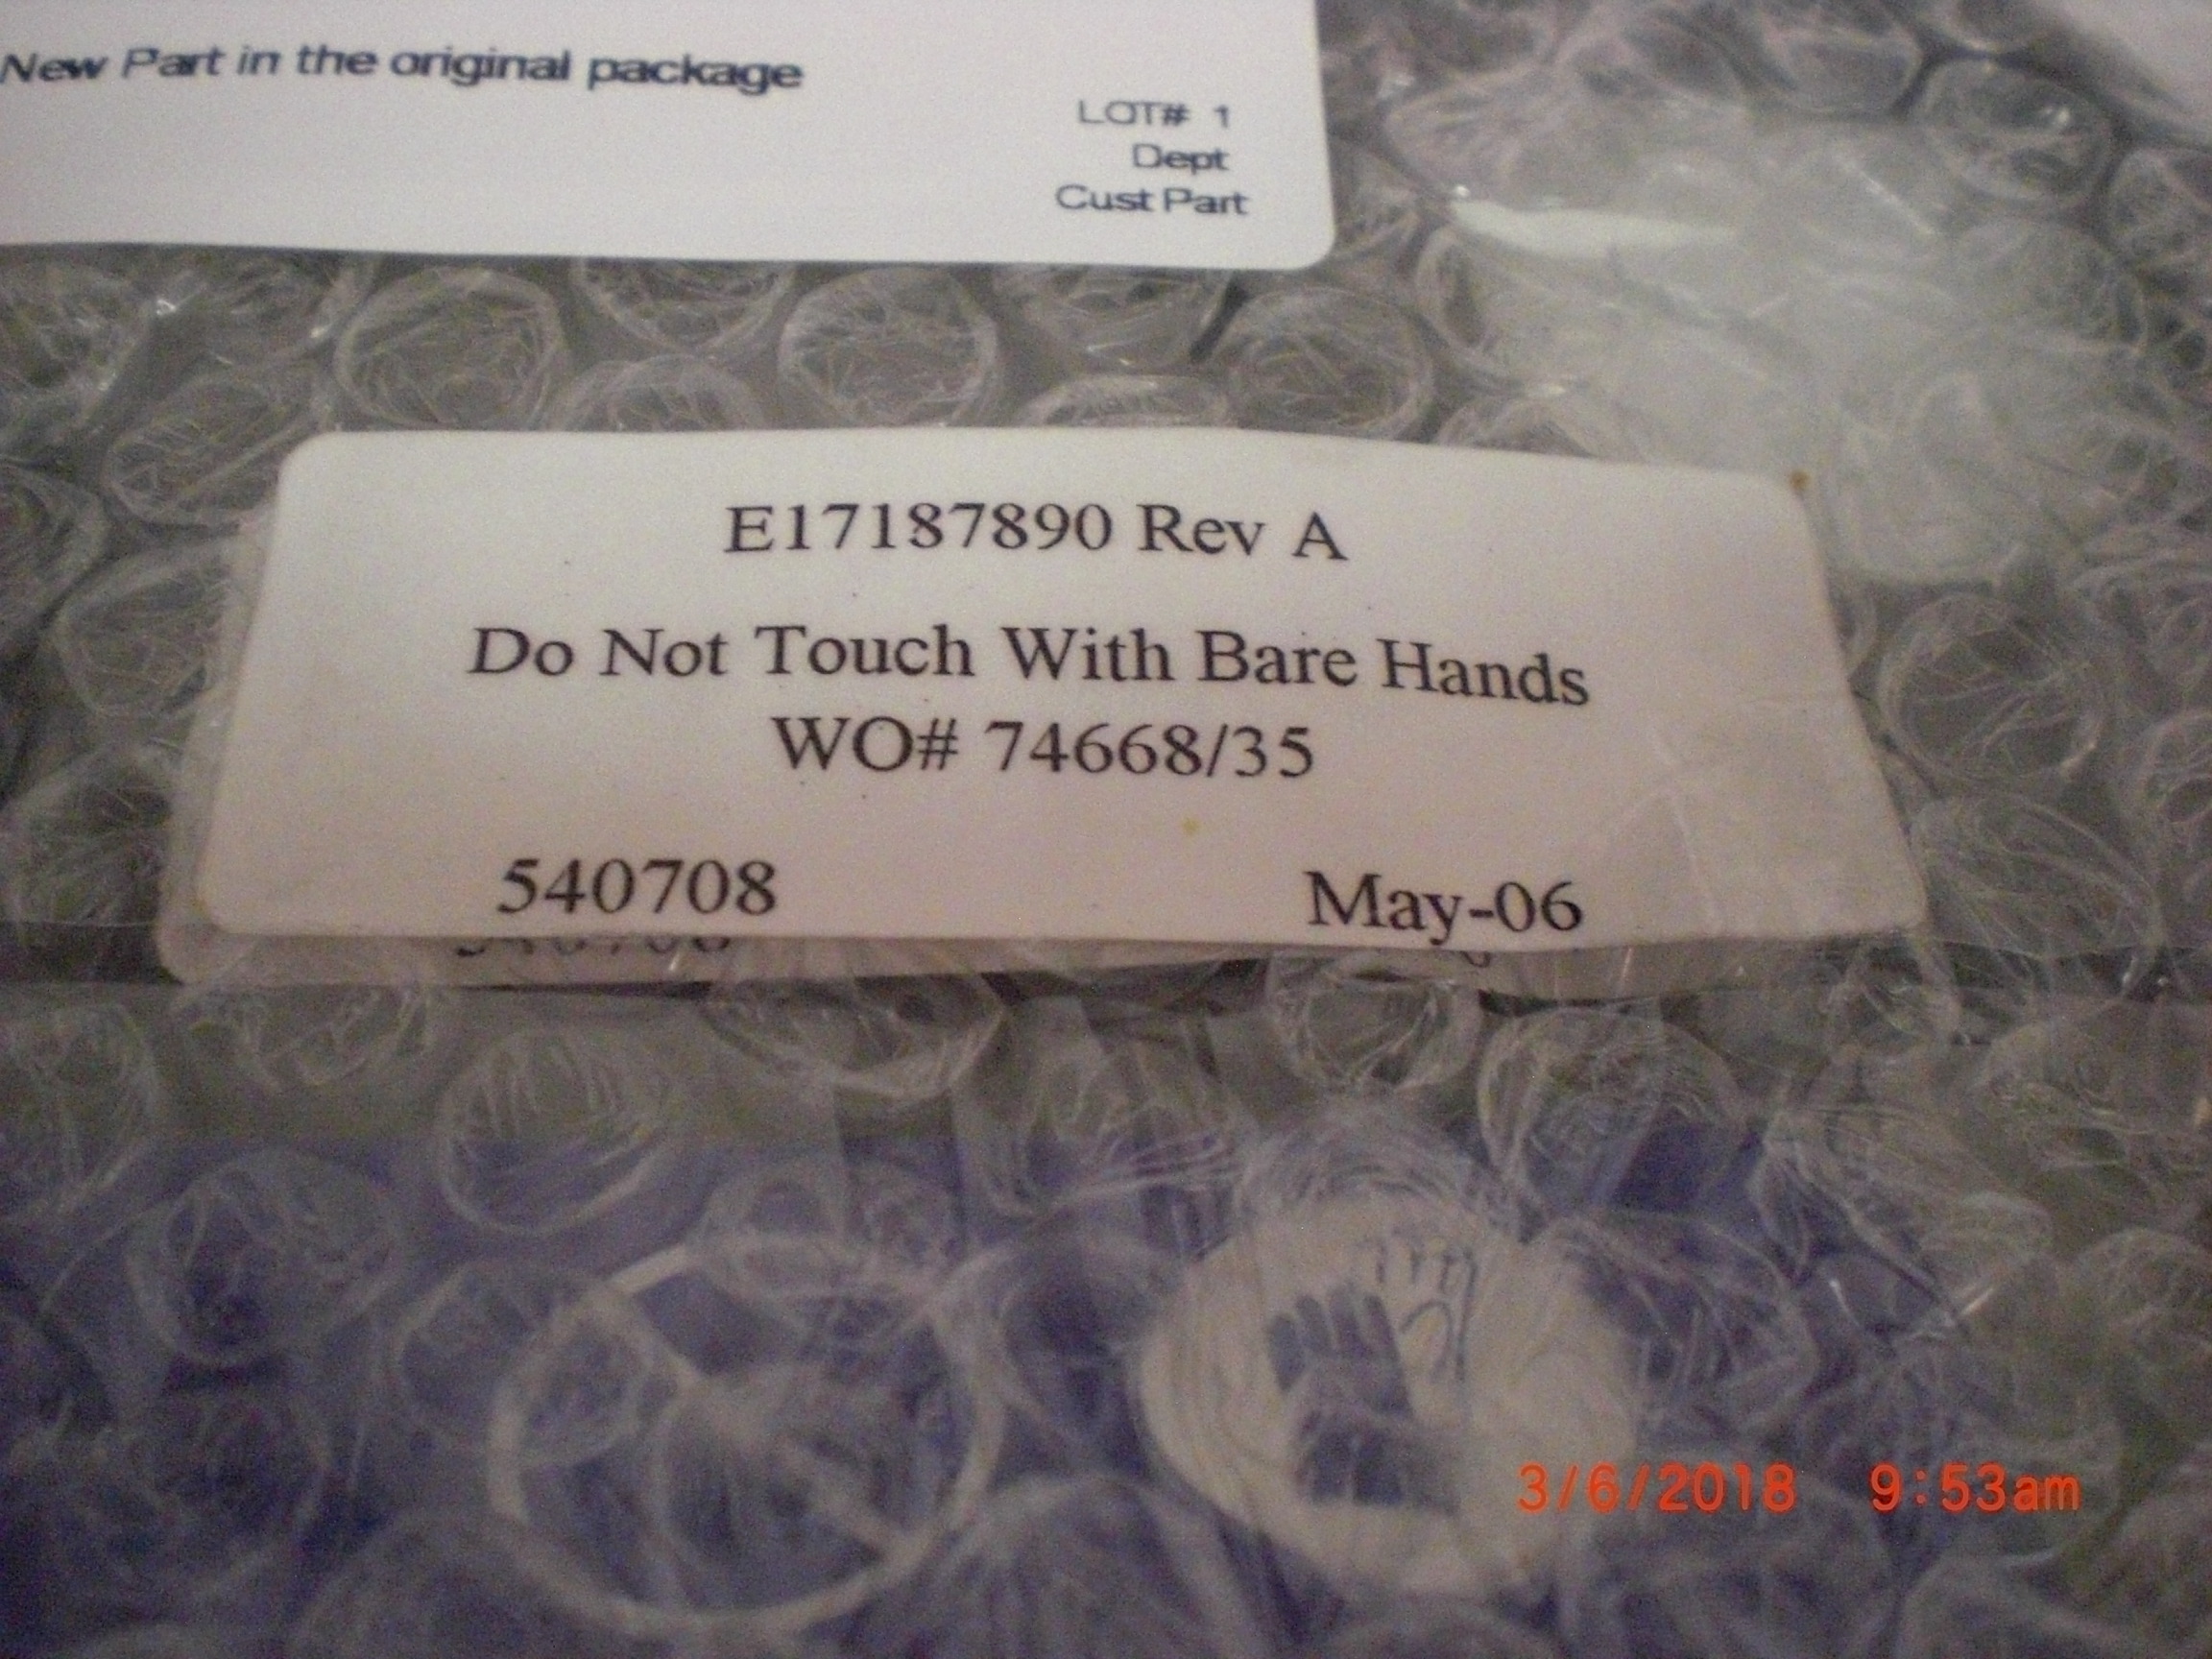 New Part in the original package
LOT# 1
Dept
Cust Part
E17187890 Rev A
Do Not Touch With Bare Hands
WO# 74668/35
540708 May-06
540708
3/6/2018 9:53am